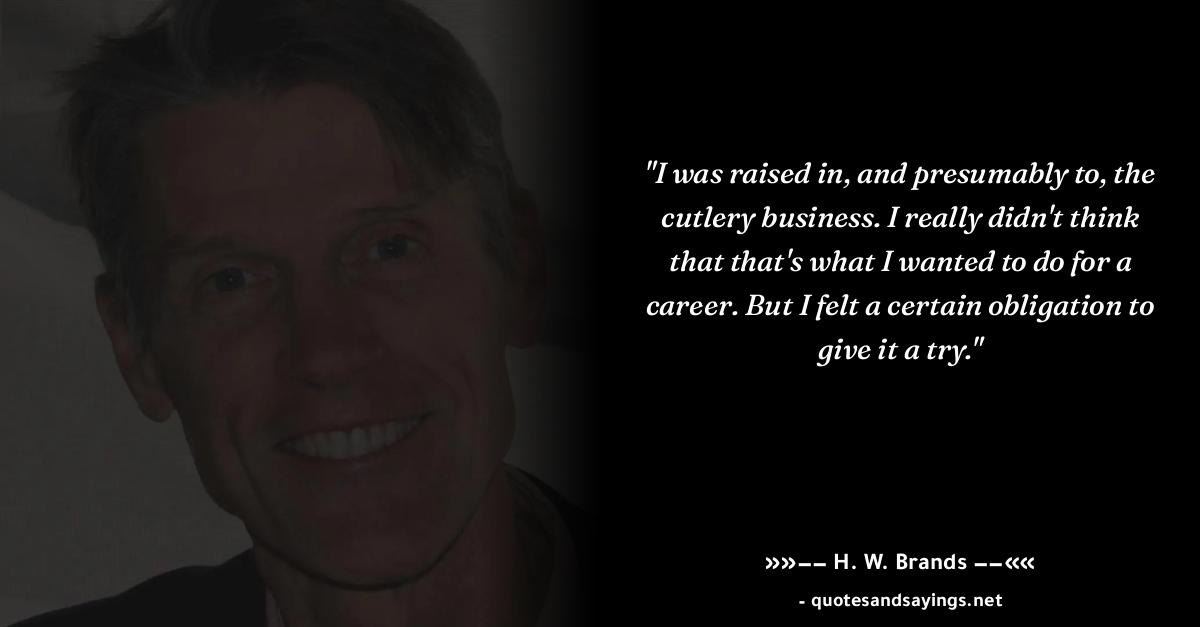 "I was raised in, and presumably to, the
cutlery business. I really didn't think
that that's what I wanted to do for a
career. But I felt a certain obligation to
give it a try."
»»−− H. W. Brands −−««
- quotesandsayings.net